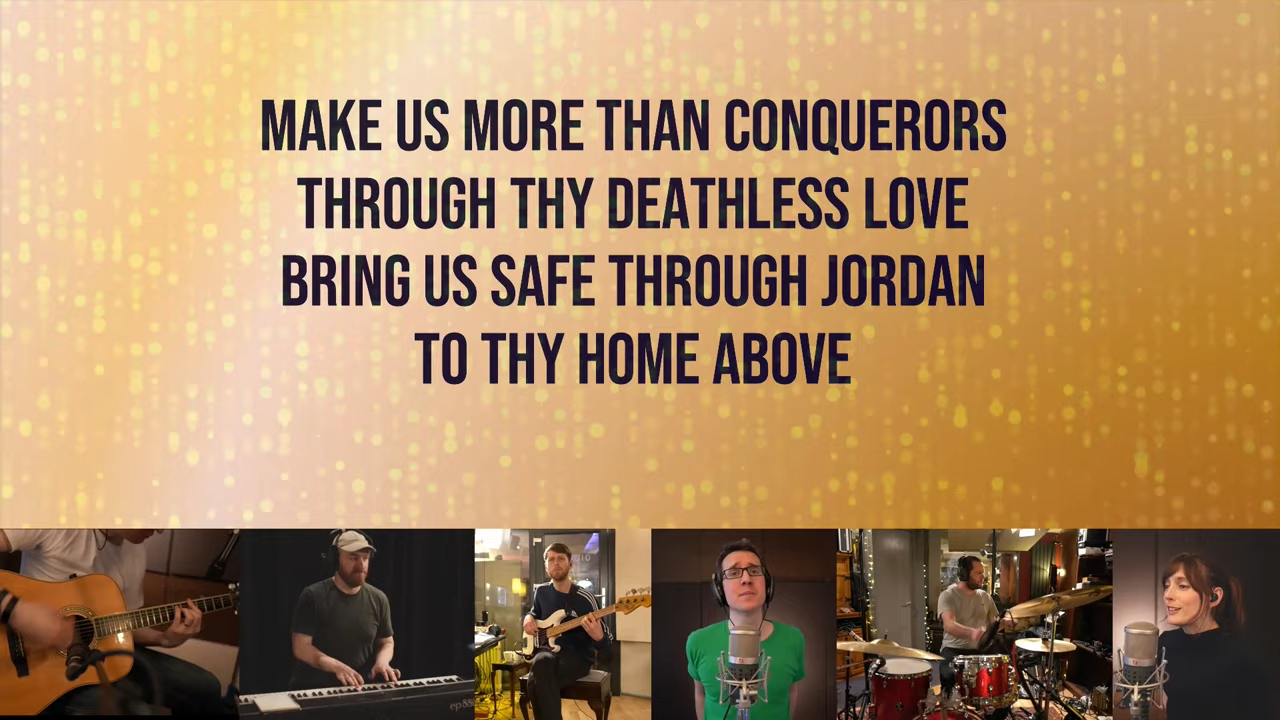 MAKE US MORE THAN CONQUERORS
THROUGH THY DEATHLESS LOVE
BRING US SAFE THROUGH JORDAN
TO THY HOME ABOVE